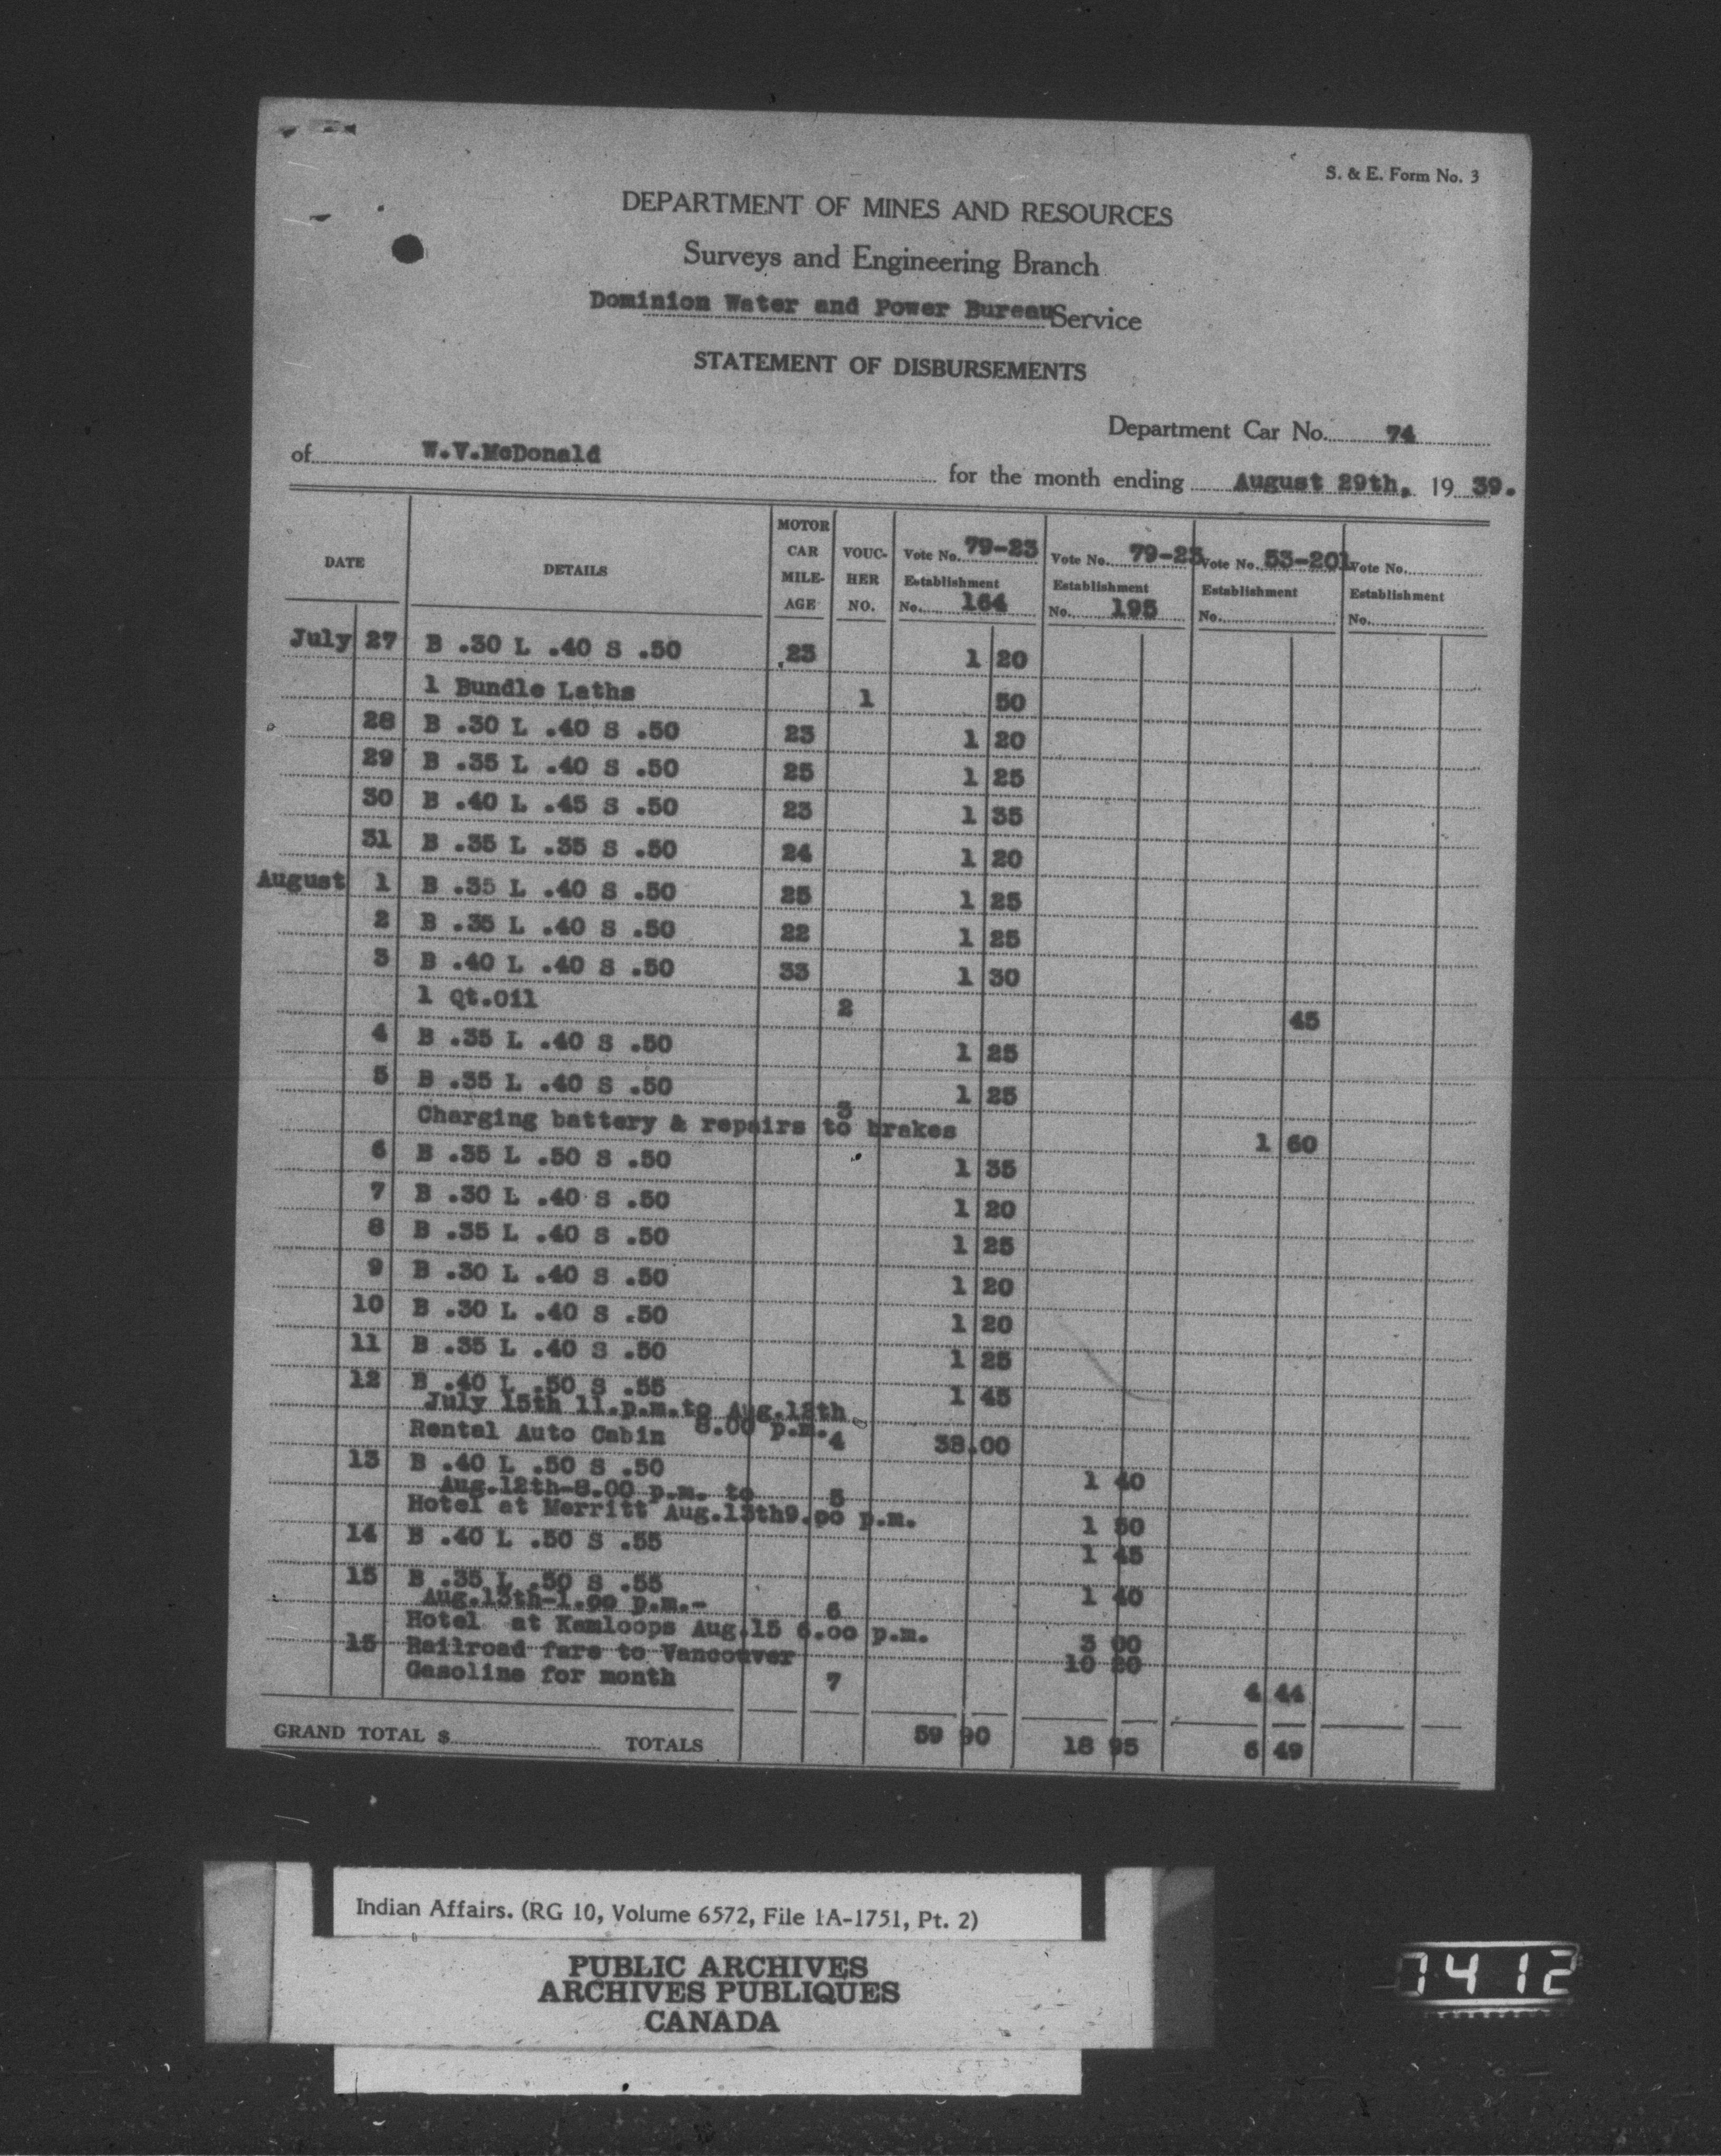 S. & E. Form No. 3
DEPARTMENT OF MINES AND RESOURCES
Surveys and Engineering Branch
Dominion Water and Power Bureau Service
STATEMENT OF DISBURSEMENTS
Department Car No. 74
of W.V.McDonald for the month ending August 29th, 19 39.
DATE DETAILS MOTOR CAR MILE- AGE VOUC- HER NO. Vote No. 79-23 Establishment No. 164 Vote No. 79-23 Establishment No. 195 Vote No. 53-201 Establishment No. Vote No. Establishment No.
July 27 B .30 L .40 S .50 23 1 20
1 Bundle Laths 1 50
28 B .30 L .40 S .50 23 1 20
29 B .35 L .40 S .50 25 1 25
30 B .40 L .45 S .50 23 1 35
31 B .35 L .35 S .50 24 1 20
August 1 B .35 L .40 S .50 25 1 25
2 B .35 L .40 S .50 22 1 25
3 B .40 L .40 S .50 33 1 30
1 Qt.Oil 2 45
4 B .35 L .40 S .50 1 25
5 B .35 L .40 S .50 1 25
Charging battery & repairs to brakes 3 1 60
6 B .35 L .50 S .50 1 35
7 B .30 L .40 S .50 1 20
8 B .35 L .40 S .50 1 25
9 B .30 L .40 S .50 1 20
10 B .30 L .40 S .50 1 20
11 B .35 L .40 S .50 1 25
12 B .40 L .50 S .55 1 45
July 15th 11.p.m.to Aug.12th
8.00 p.m.
Rental Auto Cabin 4 38.00
13 B .40 L .50 S .50 1 40
Aug.12th-8.00 p.m. to 5
Hotel at Merritt Aug.13th9.oo p.m. 1 50
14 B .40 L .50 S .55 1 45
15 B .35 L .50 S .55 1 40
Aug.13th-1.oo p.m.- 6
Hotel at Kamloops Aug.15 6.oo p.m. 3 00
15 Railroad fare to Vancouver 10 20
Gasoline for month 7 4 44
GRAND TOTAL $ TOTALS 59 90 18 95 6 49
Indian Affairs. (RG 10, Volume 6572, File 1A-1751, Pt. 2)
PUBLIC ARCHIVES
ARCHIVES PUBLIQUES
CANADA
7412